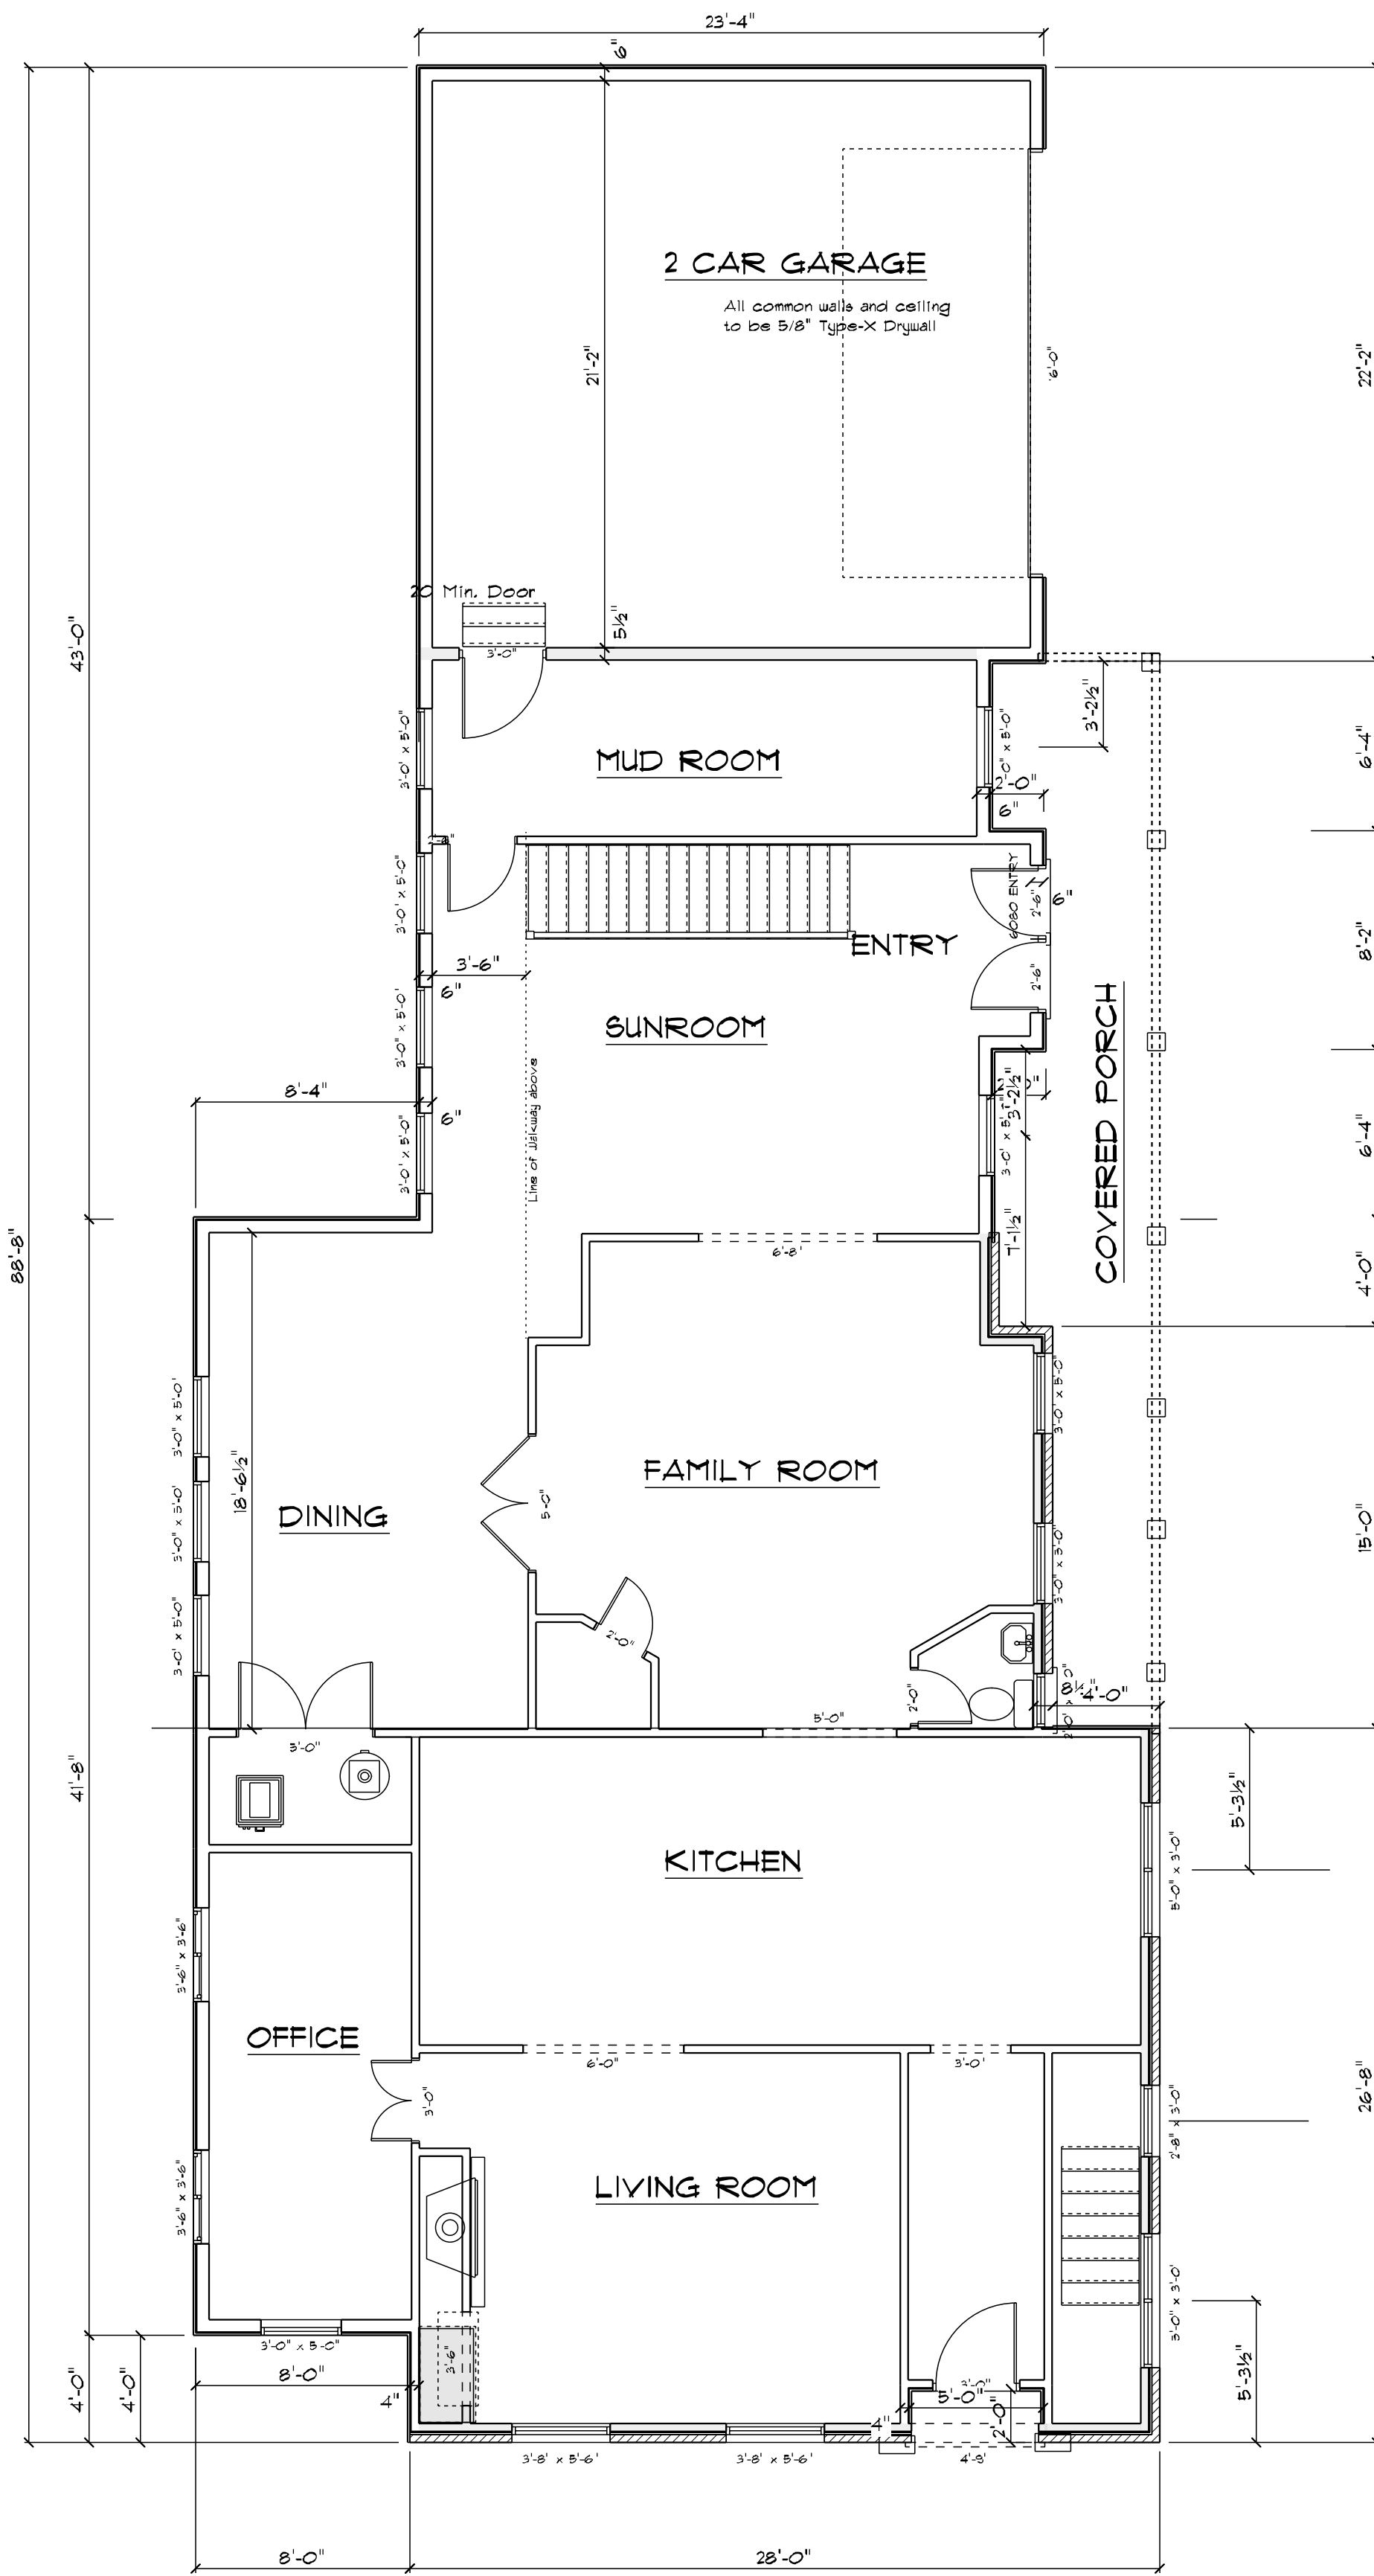 23'-4"
6"
2 CAR GARAGE
All common walls and ceiling
to be 5/8" Type-X Drywall
21'-2"
22'-2"
20 Min. Door
5½"
3'-0"
43'-0"
3'-2½"
3'-0' x 5'-0"
MUD ROOM
6'-4"
2'-0"
6"
3'-0' x 5'-0"
6080 ENTRY
2'-6"
6"
ENTRY
8'-2"
3'-6"
6"
2'-6"
3'-0" x 5'-0'
SUNROOM
COVERED PORCH
Line of walkway above
8'-4"
6"
3'-2½"
3'-0' x 5'-0"
6'-4"
88'-8"
6'-8'
4'-0"
3'-0' x 5'-0"
3'-0" x 5'-0'
FAMILY ROOM
18'-6½"
5'-0"
DINING
3'-0" x 5'-0'
15'-0"
3'-0" x 3'-0'
3'-0' x 5'-0"
2'-0"
2'-0"
4'-0"
5'-0"
3'-0"
41'-8"
5'-3½"
KITCHEN
5'-0" x 3'-0"
3'-6" x 3'-6"
OFFICE
6'-0"
3'-0'
3'-0"
26'-8"
2'-8" x 3'-0"
3'-6" x 3'-6"
LIVING ROOM
3'-0" x 3'-0'
3'-0" x 5'-0"
3'-6"
8'-0"
4"
5'-0"
4'-0"
4'-0"
2'-0"
4"
5'-3½"
3'-8' x 5'-6'
3'-8' x 5'-6'
8'-0"
28'-0"